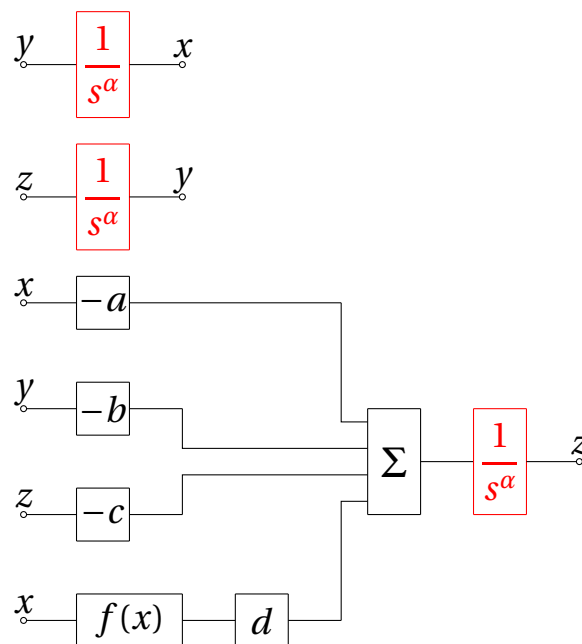 y 1/s^α x
z 1/s^α y
x −a
y −b
Σ 1/s^α z
z −c
x f(x) d